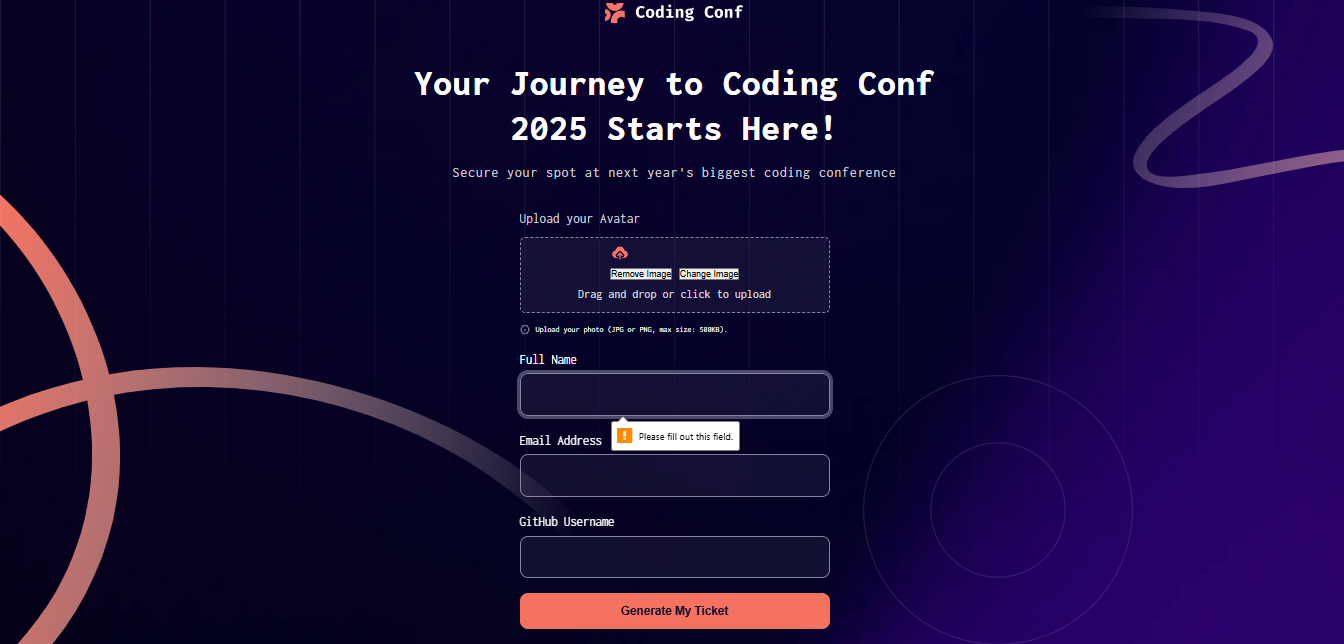 Coding Conf
Your Journey to Coding Conf
2025 Starts Here!
Secure your spot at next year's biggest coding conference
Upload your Avatar
Remove Image Change Image
Drag and drop or click to upload
Upload your photo (JPG or PNG, max size: 500KB).
Full Name
Please fill out this field.
Email Address
GitHub Username
Generate My Ticket